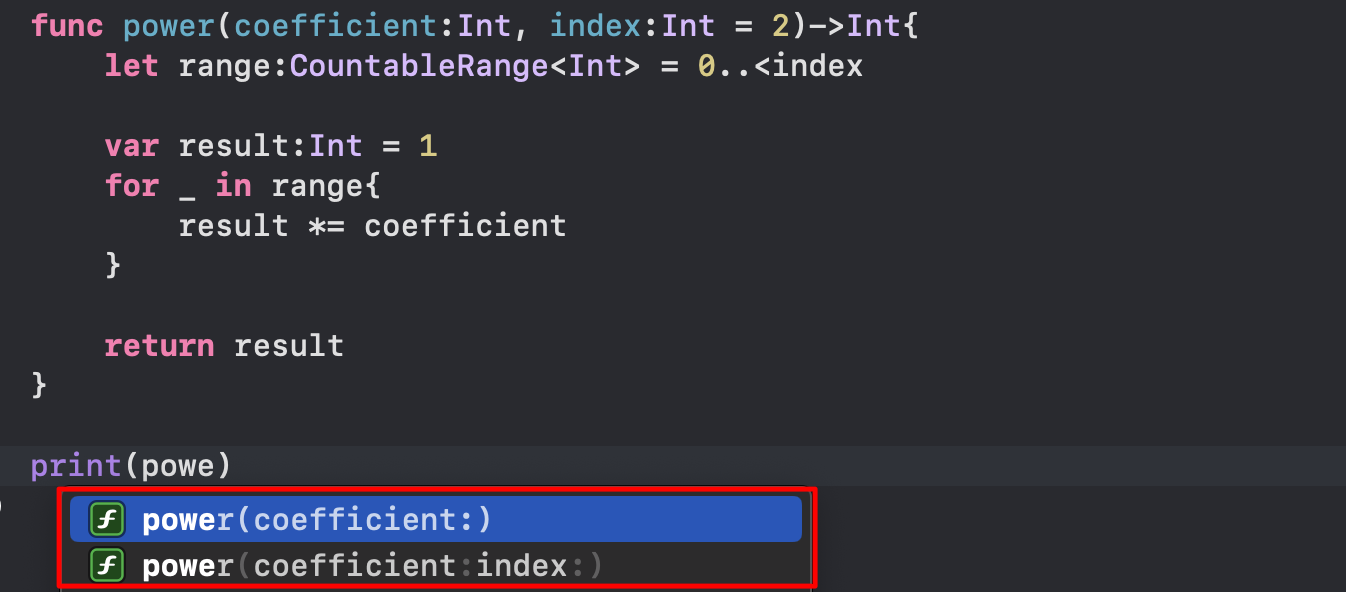 func power(coefficient:Int, index:Int = 2)->Int{
    let range:CountableRange<Int> = 0..<index
    var result:Int = 1
    for _ in range{
        result *= coefficient
    }
    return result
}
print(powe)
f power(coefficient:)
f power(coefficient:index:)